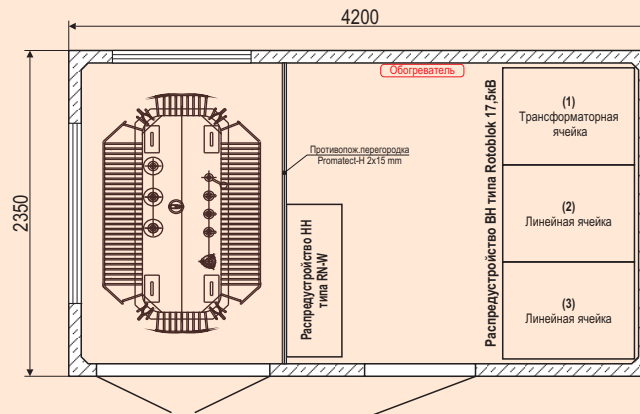 4200
2350
Обогреватель
Противопож.перегородка
Promatect-H 2x15 mm
Распредустройство НН
типа RN-W
Распредустройство ВН типа Rotoblok 17,5кВ
(1)
Трансформаторная
ячейка
(2)
Линейная ячейка
(3)
Линейная ячейка